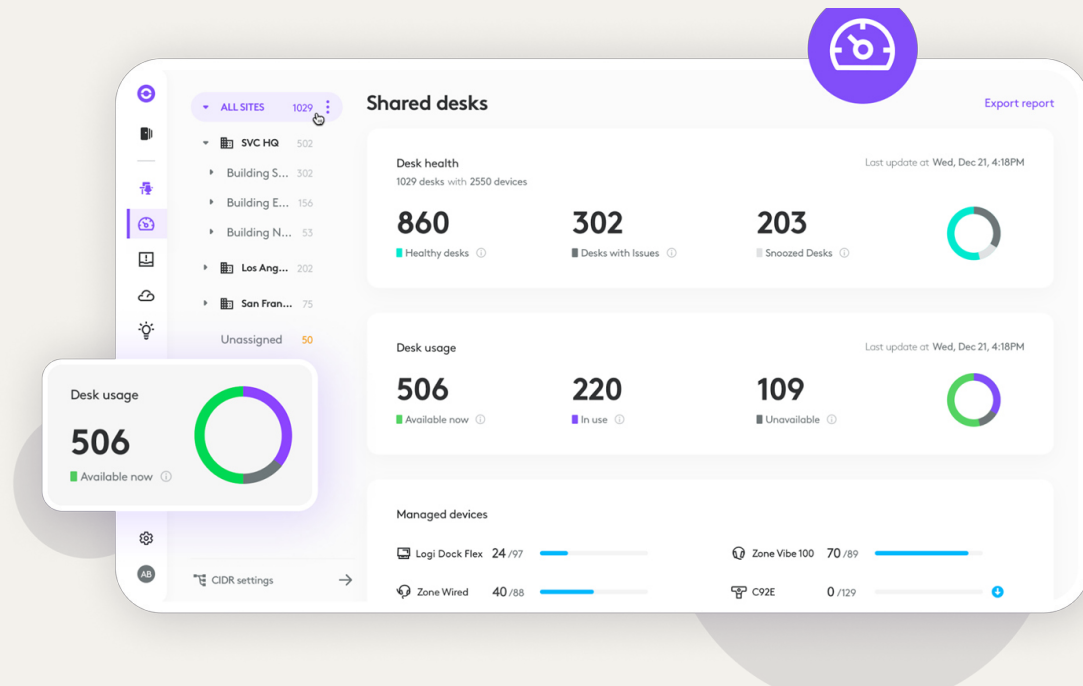 ALL SITES 1029
SVC HQ 502
Building S... 302
Building E... 156
Building N... 53
Los Ang... 202
San Fran... 75
Unassigned 50
CIDR settings
AB
Desk usage
506
Available now
Shared desks
Export report
Desk health
Last update at Wed, Dec 21, 4:18PM
1029 desks with 2550 devices
860 302 203
Healthy desks Desks with Issues Snoozed Desks
Desk usage
Last update at Wed, Dec 21, 4:18PM
506 220 109
Available now In use Unavailable
Managed devices
Logi Dock Flex 24 /97 Zone Vibe 100 70 /89
Zone Wired 40 /88 C92E 0 /129